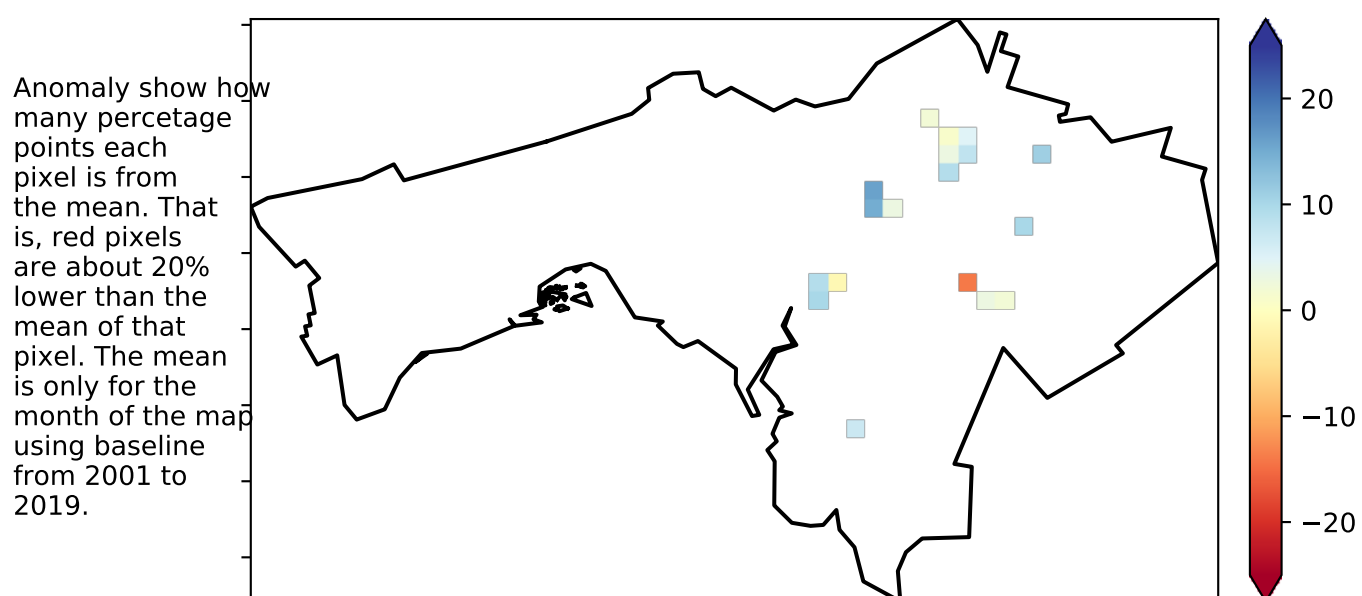 Anomaly show how
many percetage
points each
pixel is from
the mean. That
is, red pixels
are about 20%
lower than the
mean of that
pixel. The mean
is only for the
month of the map
using baseline
from 2001 to
2019.
20
10
0
−10
−20